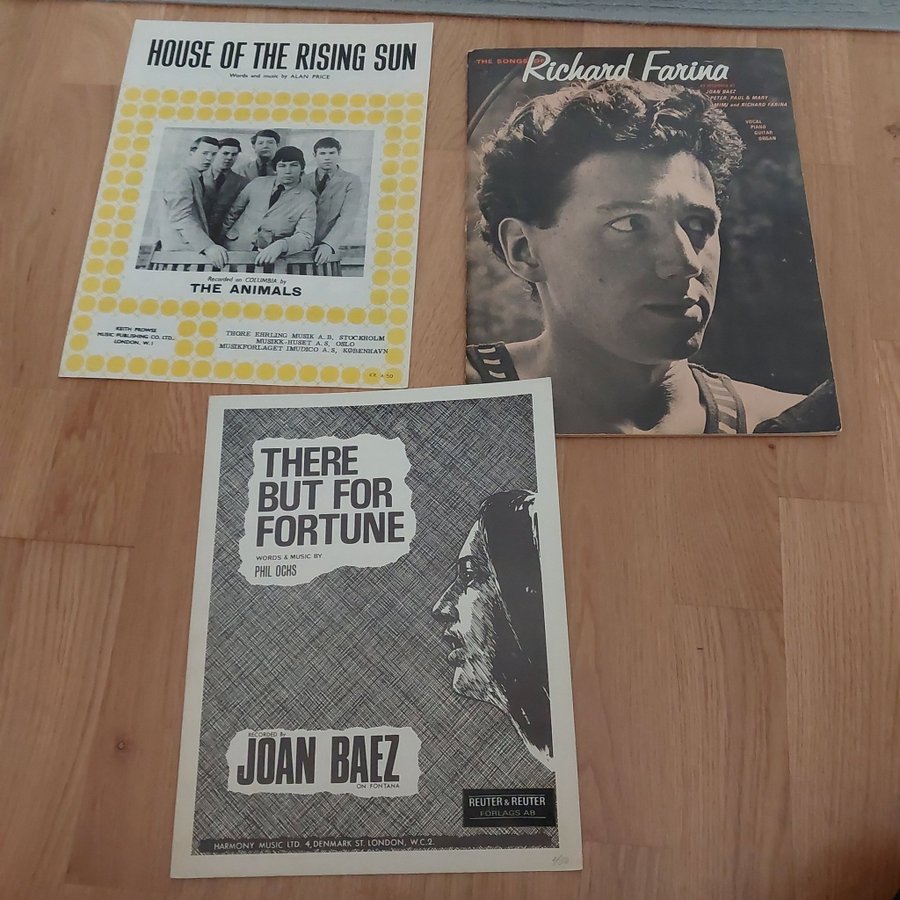 HOUSE OF THE RISING SUN
Words and music by ALAN PRICE
Recorded on COLUMBIA by
THE ANIMALS
KEITH PROWSE
MUSIC PUBLISHING CO. LTD.,
LONDON, W.1
THORE EHRLING MUSIK A.B, STOCKHOLM
MUSIKK-HUSET A.S, OSLO
MUSIKFORLAGET IMUDICO A.S, KØBENHAVN
KR. 4:50
THE SONGS OF
Richard Farina
JOAN BAEZ
PETER, PAUL & MARY
MIMI and RICHARD FARINA
VOCAL
PIANO
GUITAR
ORGAN
THERE
BUT FOR
FORTUNE
WORDS & MUSIC BY
PHIL OCHS
RECORDED By
JOAN BAEZ
ON FONTANA
REUTER & REUTER
FÖRLAGS AB
HARMONY MUSIC LTD. 4, DENMARK ST. LONDON, W.C.2.